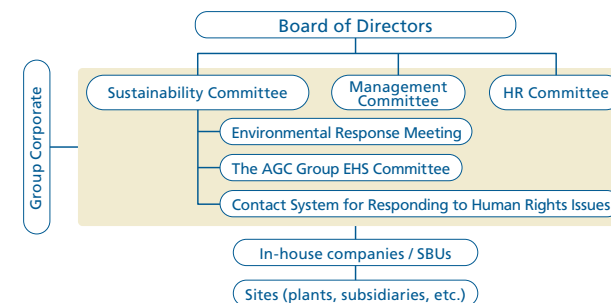 Board of Directors
Group Corporate
Sustainability Committee
Management
Committee
HR Committee
Environmental Response Meeting
The AGC Group EHS Committee
Contact System for Responding to Human Rights Issues
In-house companies / SBUs
Sites (plants, subsidiaries, etc.)